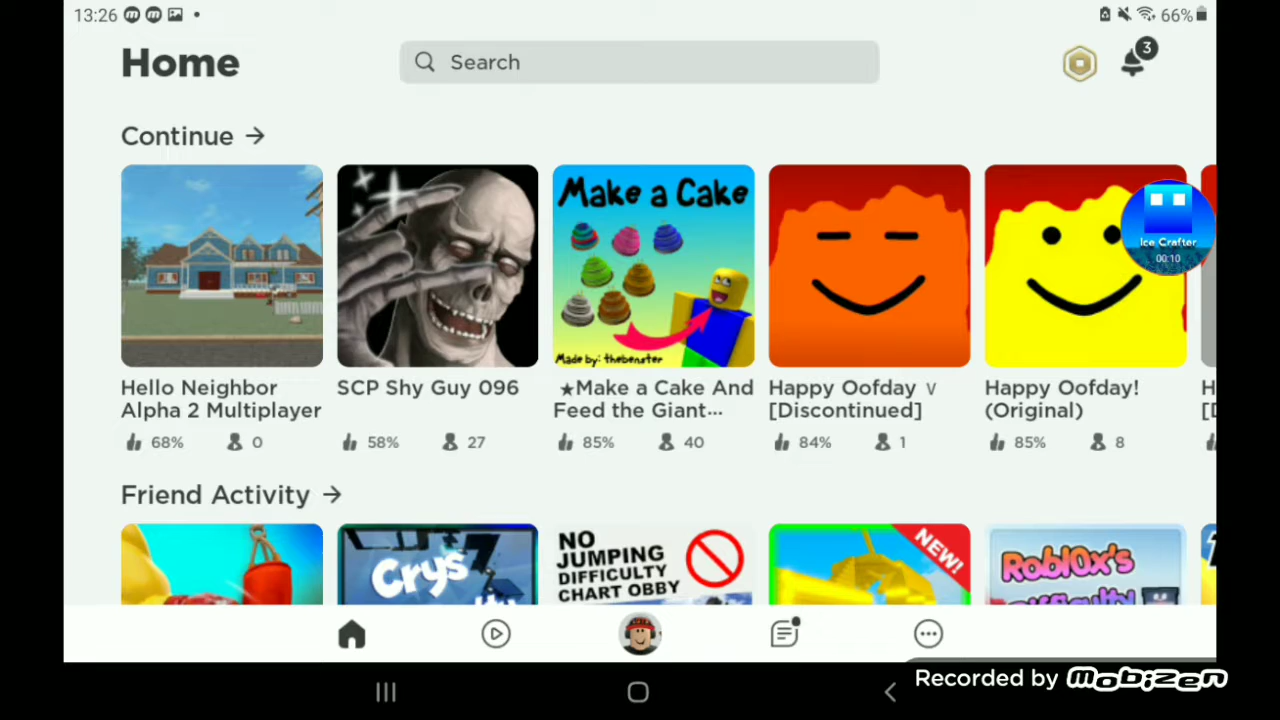 13:26
66%
Home
Search
3
Continue →
Make a Cake
Made by: thebenster
Ice Crafter
00:10
Hello Neighbor
Alpha 2 Multiplayer
SCP Shy Guy 096
★Make a Cake And
Feed the Giant...
Happy Oofday v
[Discontinued]
Happy Oofday!
(Original)
68% 0
58% 27
85% 40
84% 1
85% 8
Friend Activity →
Crys
NO
JUMPING
DIFFICULTY
CHART OBBY
NEW!
Roblox's
Difficulty
Recorded by Mobizen